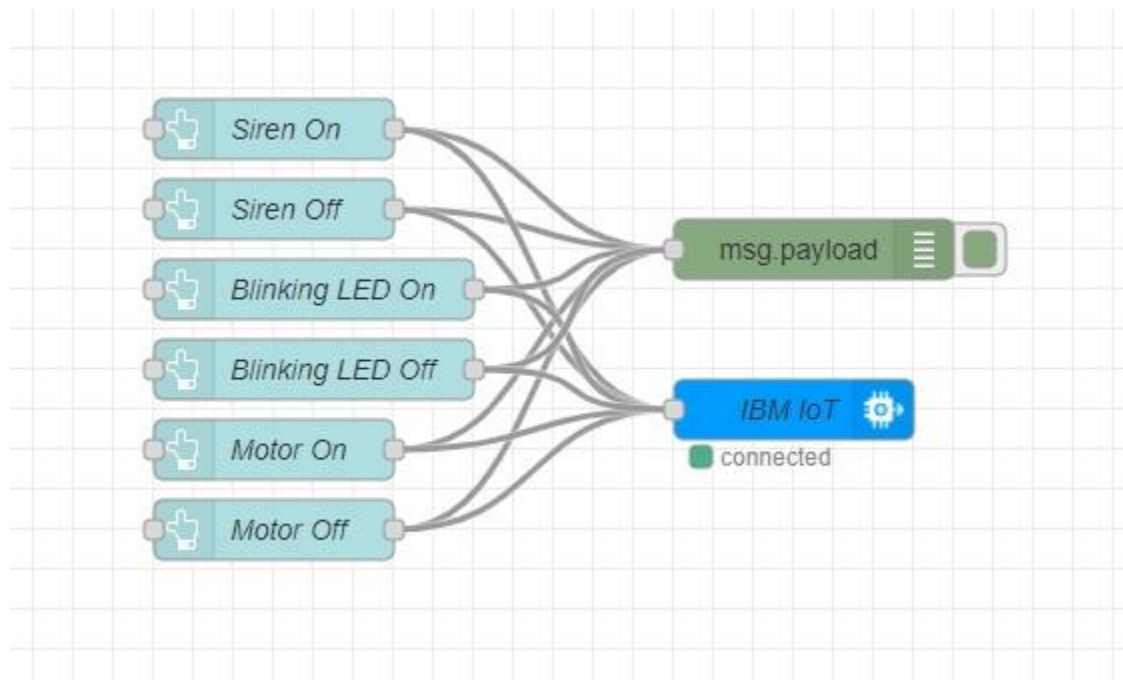 Siren On
Siren Off
msg.payload
Blinking LED On
Blinking LED Off
IBM IoT
connected
Motor On
Motor Off